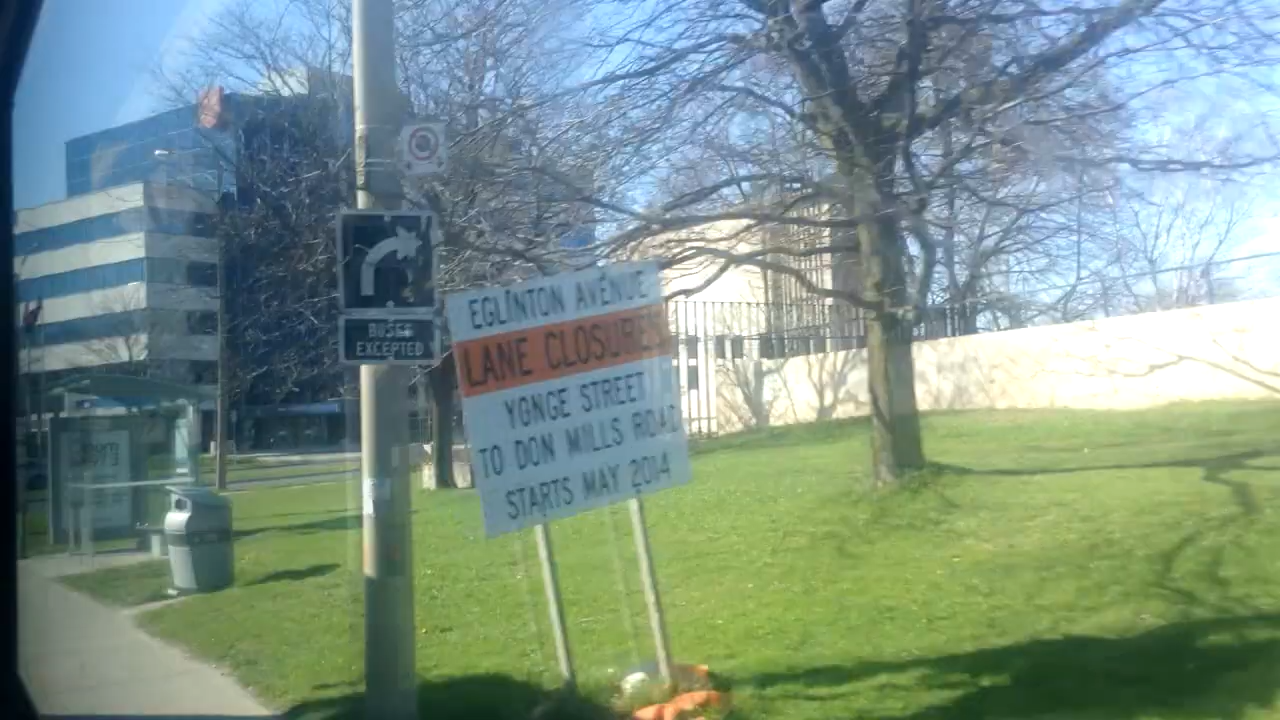 BUSES
EXCEPTED
EGLINTON AVENUE
LANE CLOSURES
YONGE STREET
TO DON MILLS ROAD
STARTS MAY 2014